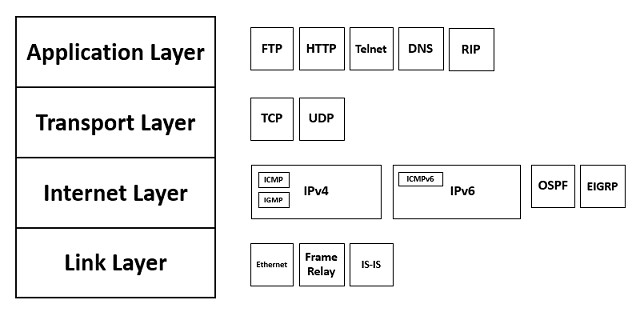 Application Layer
FTP HTTP Telnet DNS RIP
Transport Layer
TCP UDP
Internet Layer
ICMP
IGMP
IPv4
ICMPv6
IPv6
OSPF
EIGRP
Link Layer
Ethernet
Frame
Relay
IS-IS